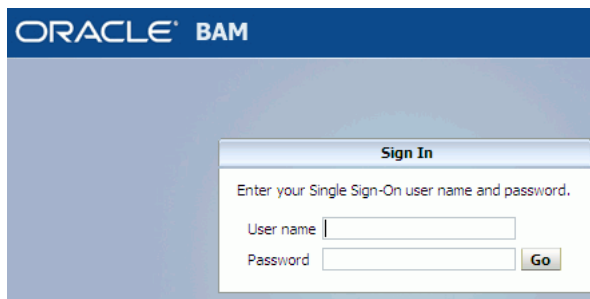 ORACLE BAM
Sign In
Enter your Single Sign-On user name and password.
User name
Password Go